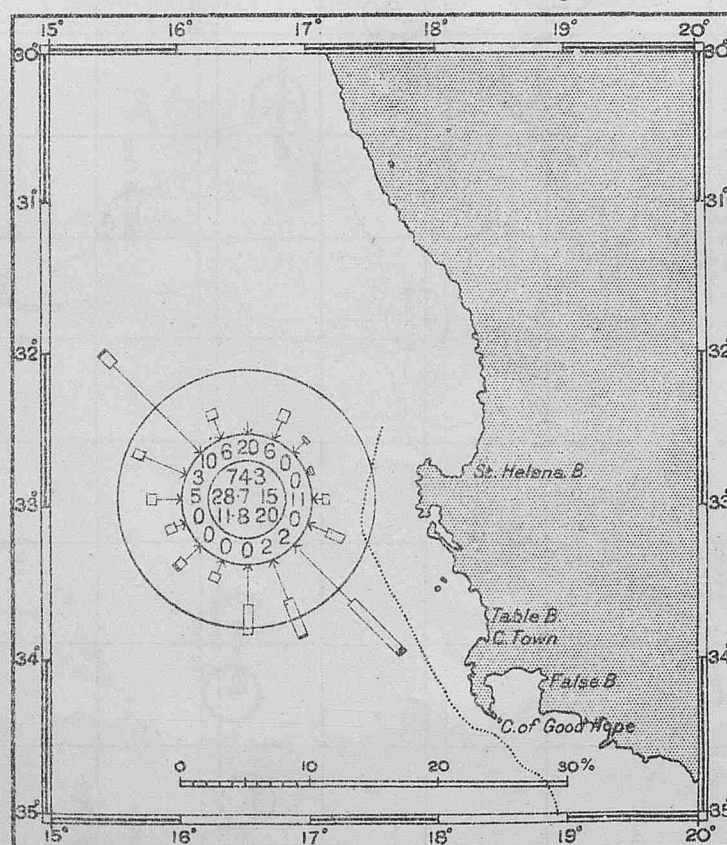 15° 16° 17° 18° 19° 20°
30° 30°
31° 31°
32° 32°
10 6 20 6 0
3 74·3 0
St. Helena B.
5 28·7 15 11
33° 33°
0 11·8 20 0
0 0 0 2 2
Table B.
C. Town
34° 34°
False B.
C. of Good Hope
0 10 20 30%
35° 35°
15° 16° 17° 18° 19° 20°